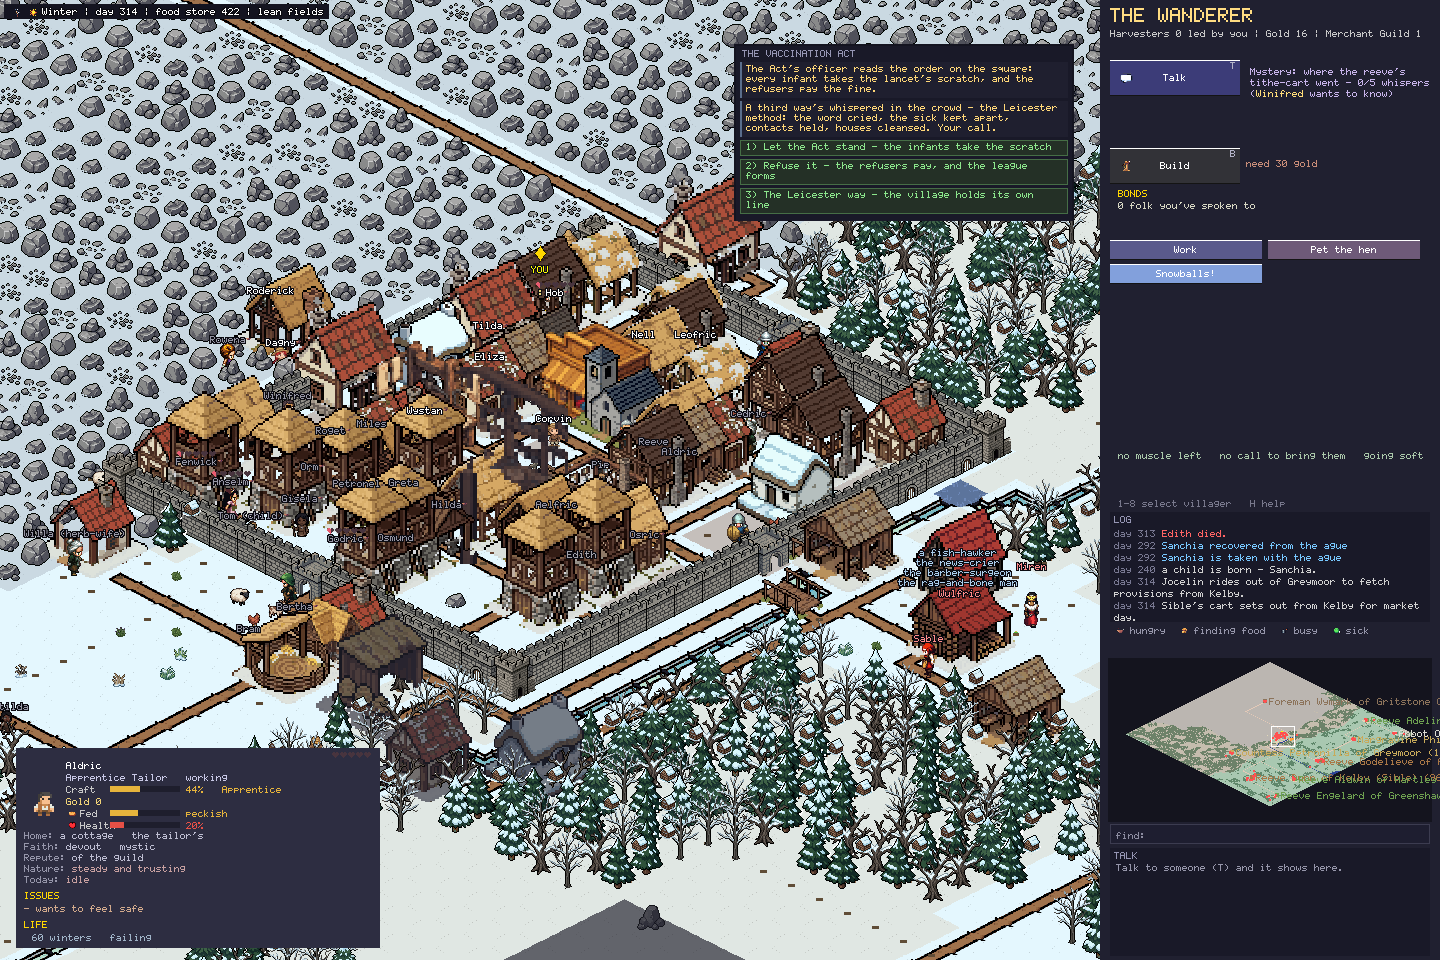 Winter | day 314 | food store 422 | lean fields
THE VACCINATION ACT
The Act's officer reads the order on the square:
every infant takes the lancet's scratch, and the
refusers pay the fine.
A third way's whispered in the crowd - the Leicester
method: the word cried, the sick kept apart,
contacts held, houses cleansed. Your call.
1) Let the Act stand - the infants take the scratch
2) Refuse it - the refusers pay, and the league
forms
3) The Leicester way - the village holds its own
line
YOU
Hob
Roderick
Tilda
Nell
Leofric
Rowena
Dagny
Eliza
Winifred
Wystan
Corvin
Cedric
Roget
Miles
Reeve
Aldric
Fenwick
Orm
Pip
Anselm
Petronel
Greta
Gisela
Hilda
Aelfric
Tom (child)
Willa (herb-wife)
Godric
Osmund
Osric
Edith
a fish-hawker
the news-crier
the barber-surgeon
the rag-and-bone man
Miren
Wulfric
Bertha
Bram
Sable
Aldric
Apprentice Tailor working
Craft 44% Apprentice
Gold 0
Fed peckish
Health 20%
Home: a cottage the tailor's
Faith: devout mystic
Repute: of the guild
Nature: steady and trusting
Today: idle
ISSUES
- wants to feel safe
LIFE
60 winters failing
THE WANDERER
Harvesters 0 led by you | Gold 16 | Merchant Guild 1
T
Talk
Mystery: where the reeve's
tithe-cart went - 0/5 whispers
(Winifred wants to know)
B
Build
need 30 gold
BONDS
0 folk you've spoken to
Work
Pet the hen
Snowballs!
no muscle left no call to bring them going soft
1-8 select villager H help
LOG
day 313 Edith died.
day 292 Sanchia recovered from the ague
day 292 Sanchia is taken with the ague
day 240 a child is born - Sanchia.
day 314 Jocelin rides out of Greymoor to fetch
provisions from Kelby.
day 314 Sible's cart sets out from Kelby for market
day.
hungry finding food busy sick
Foreman Wymark of Gritstone
Reeve Engelard of Greenshaw
find:
TALK
Talk to someone (T) and it shows here.